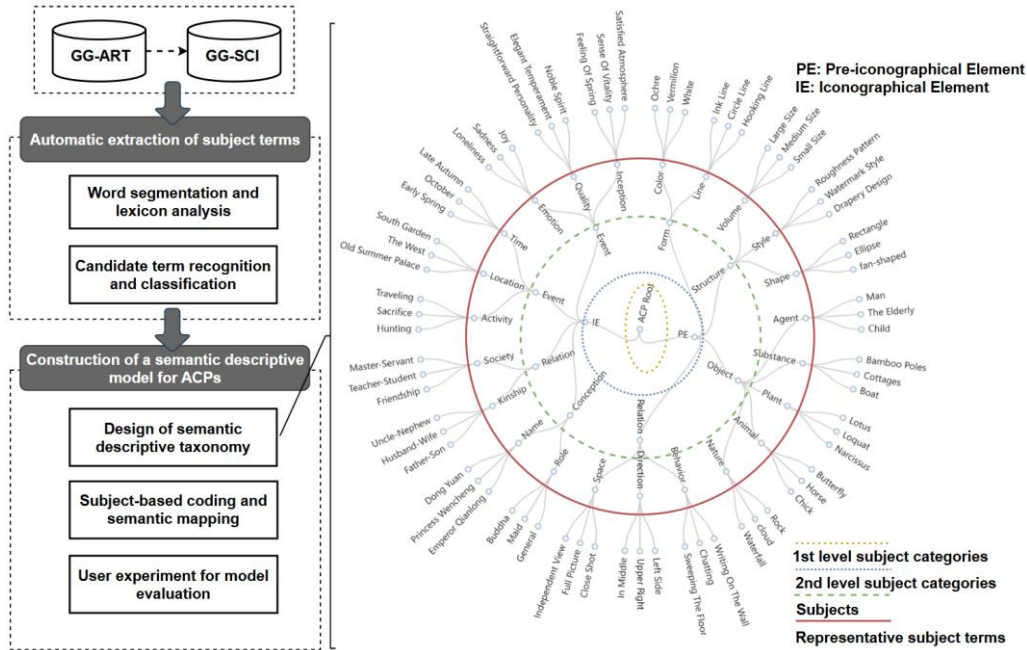 GG-ART
GG-SCI
Automatic extraction of subject terms
Word segmentation and
lexicon analysis
Candidate term recognition
and classification
Construction of a semantic descriptive
model for ACPs
Design of semantic
descriptive taxonomy
Subject-based coding and
semantic mapping
User experiment for model
evaluation
PE: Pre-iconographical Element
IE: Iconographical Element
ACP Root
IE
PE
Event
Event
Relation
Conception
Form
Structure
Object
Relation
Inception
Quality
Emotion
Time
Location
Activity
Society
Kinship
Name
Role
Color
Line
Volume
Style
Shape
Agent
Substance
Plant
Animal
Nature
Behavior
Direction
Space
Satisfied Atmosphere
Sense Of Vitality
Feeling Of Spring
Noble Spirit
Elegant Temperament
Straightforward Personality
Joy
Sadness
Loneliness
Late Autumn
October
Early Spring
South Garden
The West
Old Summer Palace
Traveling
Sacrifice
Hunting
Master-Servant
Teacher-Student
Friendship
Uncle-Nephew
Husband-Wife
Father-Son
Dong Yuan
Princess Wencheng
Emperor Qianlong
Buddha
Maid
General
Independent View
Full Picture
Close Shot
In Middle
Upper Right
Left Side
Sweeping The Floor
Chatting
Writing On The Wall
Waterfall
cloud
Rock
Chick
Horse
Butterfly
Narcissus
Loquat
Lotus
Boat
Cottages
Bamboo Poles
Child
The Elderly
Man
fan-shaped
Ellipse
Rectangle
Drapery Design
Watermark Style
Roughness Pattern
Small Size
Medium Size
Large Size
Hooking Line
Circle Line
Ink Line
White
Vermilion
Ochre
1st level subject categories
2nd level subject categories
Subjects
Representative subject terms